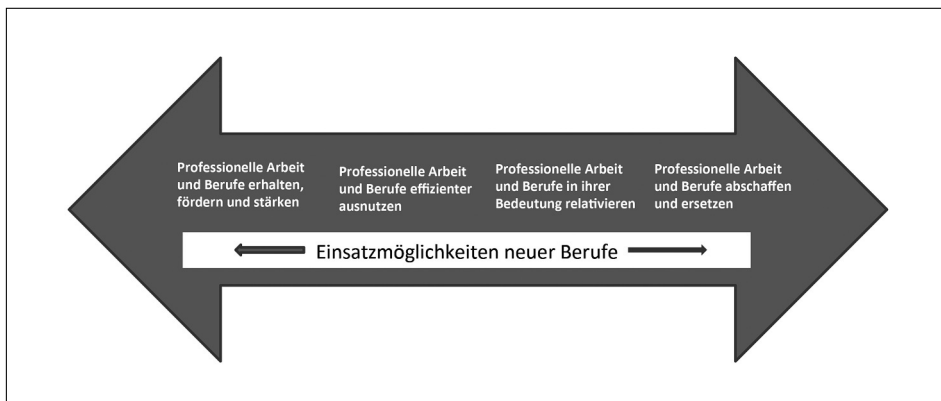 Professionelle Arbeit
und Berufe erhalten,
fördern und stärken
Professionelle Arbeit
und Berufe effizienter
ausnutzen
Professionelle Arbeit
und Berufe in ihrer
Bedeutung relativieren
Professionelle Arbeit
und Berufe abschaffen
und ersetzen
Einsatzmöglichkeiten neuer Berufe